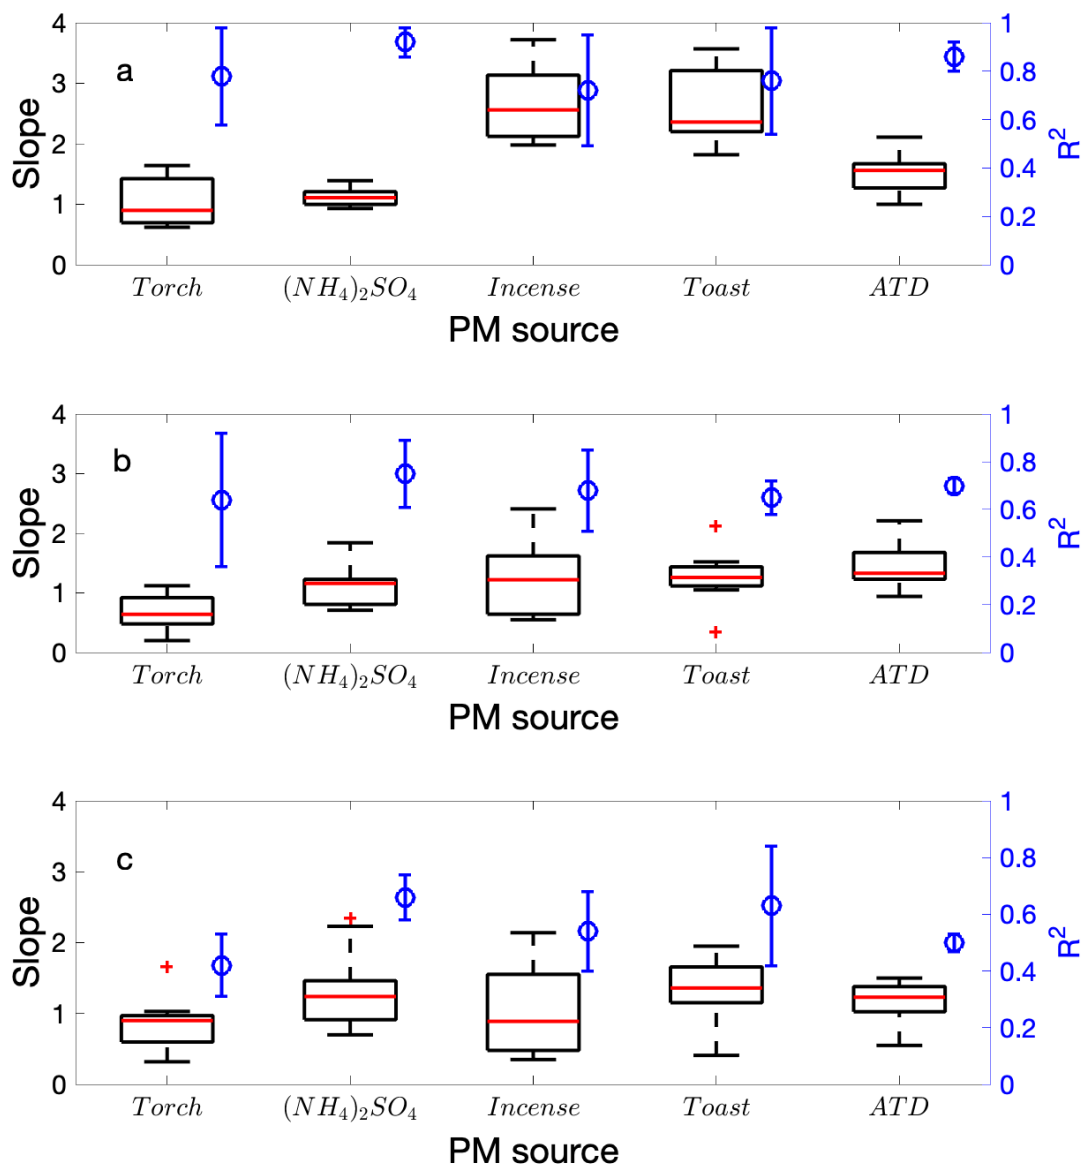 4 1
a
3 0.8
0.6
Slope 2 R²
0.4
1
0.2
0 0
Torch (NH₄)₂SO₄ Incense Toast ATD
PM source
4 1
b
3 0.8
0.6
Slope 2 R²
0.4
1
0.2
0 0
Torch (NH₄)₂SO₄ Incense Toast ATD
PM source
4 1
c
0.8
3
0.6
Slope 2 R²
0.4
1
0.2
0 0
Torch (NH₄)₂SO₄ Incense Toast ATD
PM source